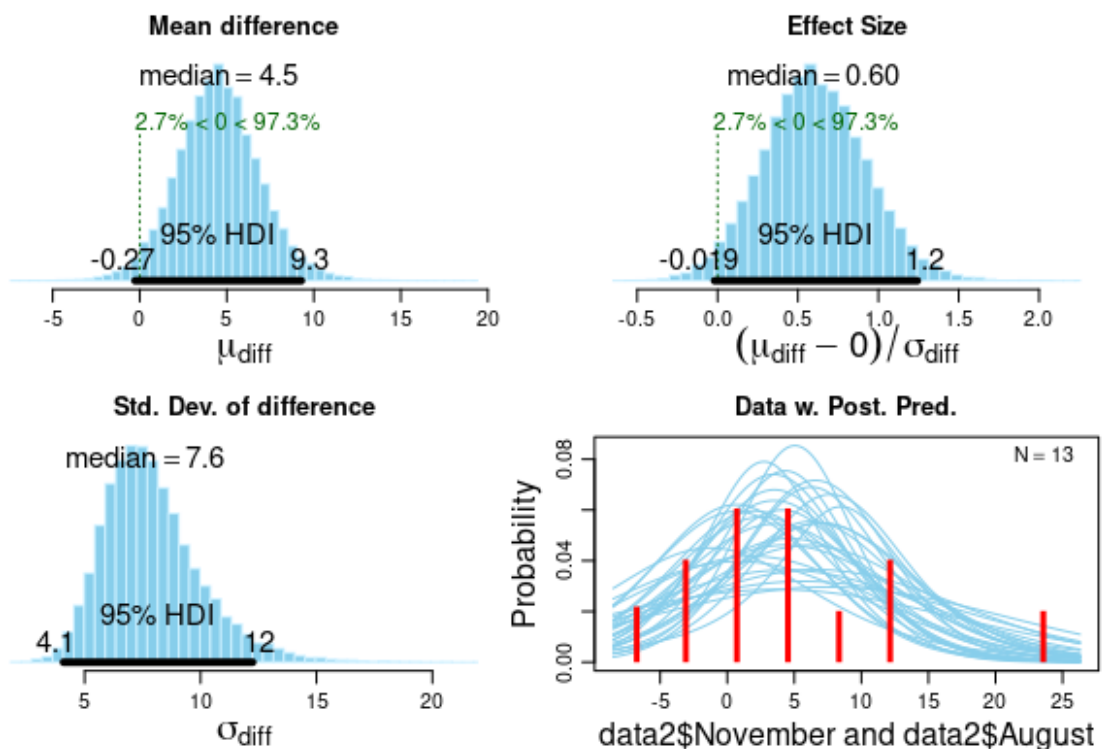 Mean difference
median = 4.5
2.7% < 0 < 97.3%
95% HDI
-0.27 9.3
-5 0 5 10 15 20
μdiff
Effect Size
median = 0.60
2.7% < 0 < 97.3%
95% HDI
-0.019 1.2
-0.5 0.0 0.5 1.0 1.5 2.0
(μdiff − 0)/σdiff
Std. Dev. of difference
median = 7.6
95% HDI
4.1 12
5 10 15 20
σdiff
Data w. Post. Pred.
N = 13
Probability
0.08
0.04
0.00
-5 0 5 10 15 20 25
data2$November and data2$August